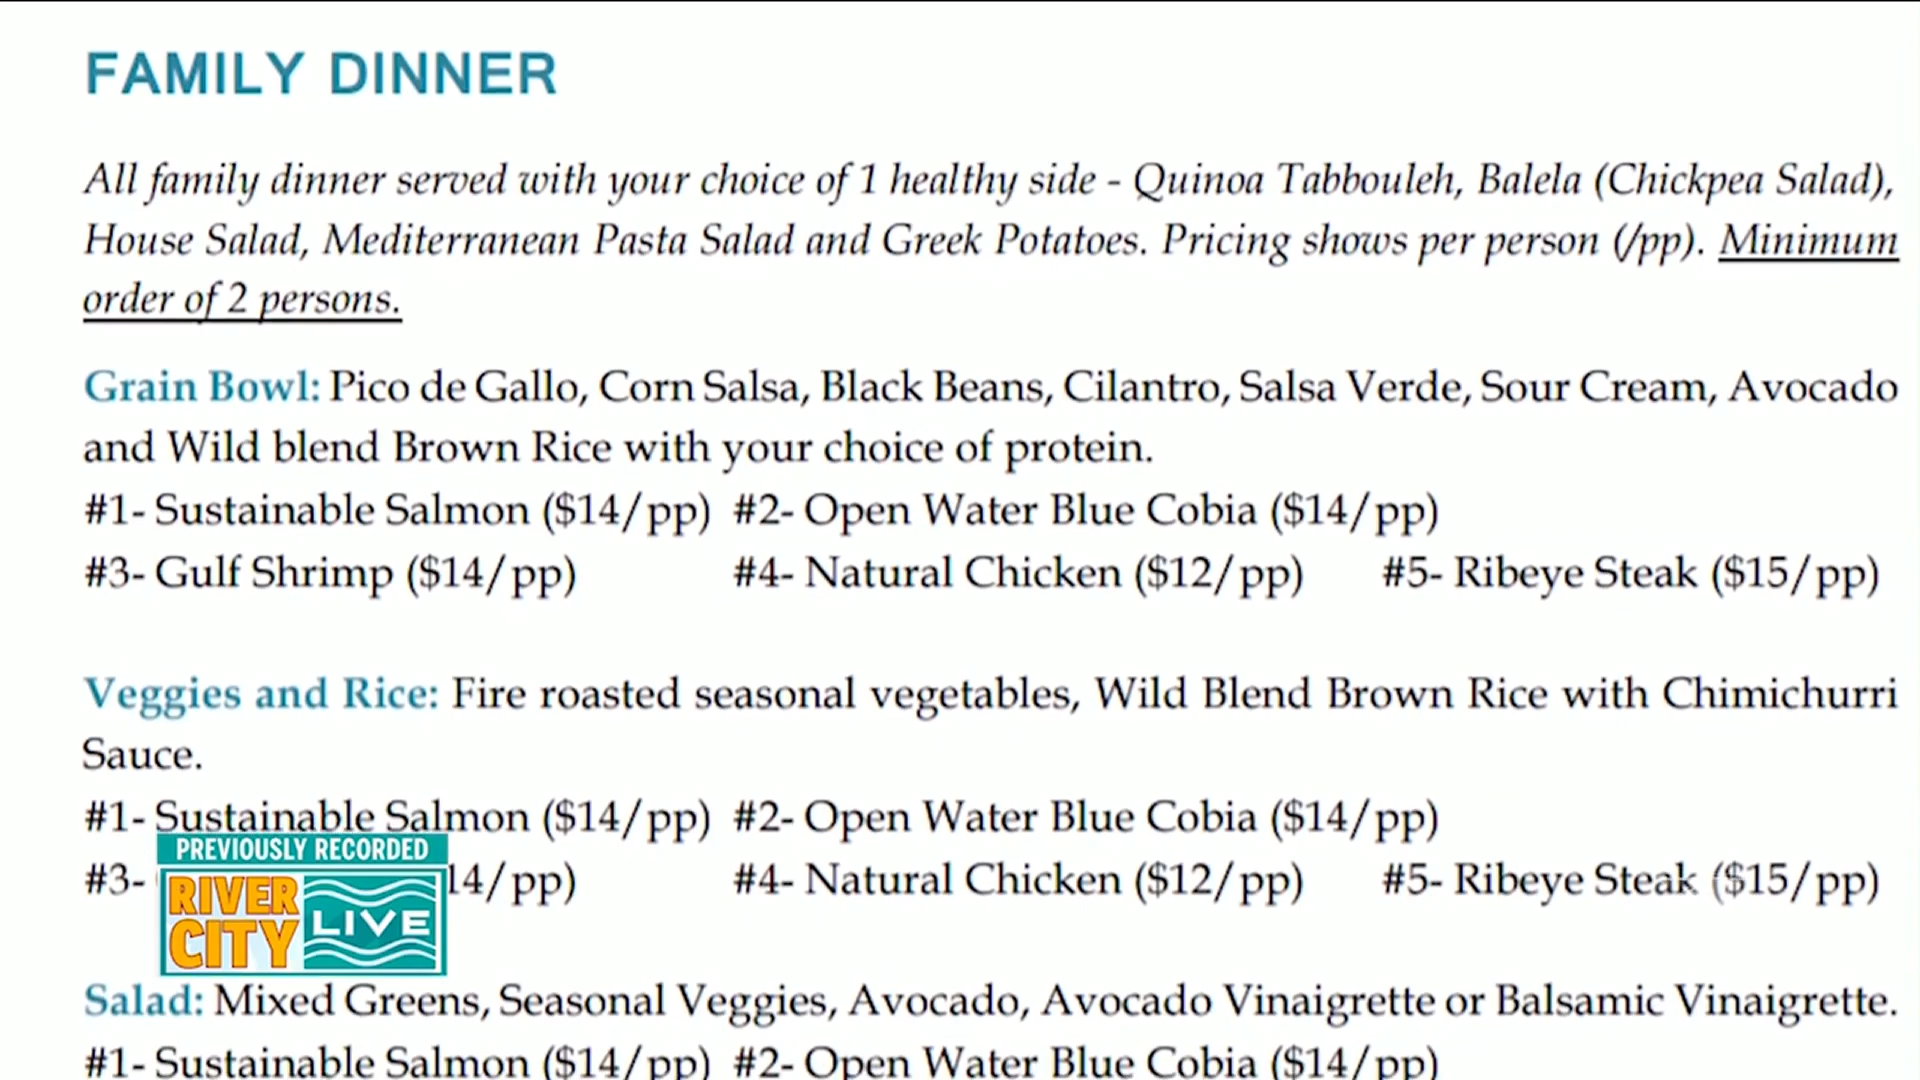 FAMILY DINNER
All family dinner served with your choice of 1 healthy side - Quinoa Tabbouleh, Balela (Chickpea Salad),
House Salad, Mediterranean Pasta Salad and Greek Potatoes. Pricing shows per person (/pp). Minimum
order of 2 persons.
Grain Bowl: Pico de Gallo, Corn Salsa, Black Beans, Cilantro, Salsa Verde, Sour Cream, Avocado
and Wild blend Brown Rice with your choice of protein.
#1- Sustainable Salmon ($14/pp) #2- Open Water Blue Cobia ($14/pp)
#3- Gulf Shrimp ($14/pp) #4- Natural Chicken ($12/pp) #5- Ribeye Steak ($15/pp)
Veggies and Rice: Fire roasted seasonal vegetables, Wild Blend Brown Rice with Chimichurri
Sauce.
#1- Sustainable Salmon ($14/pp) #2- Open Water Blue Cobia ($14/pp)
PREVIOUSLY RECORDED
#3- 14/pp) #4- Natural Chicken ($12/pp) #5- Ribeye Steak ($15/pp)
RIVER
CITY
LIVE
Salad: Mixed Greens, Seasonal Veggies, Avocado, Avocado Vinaigrette or Balsamic Vinaigrette.
#1- Sustainable Salmon ($14/pp) #2- Open Water Blue Cobia ($14/pp)